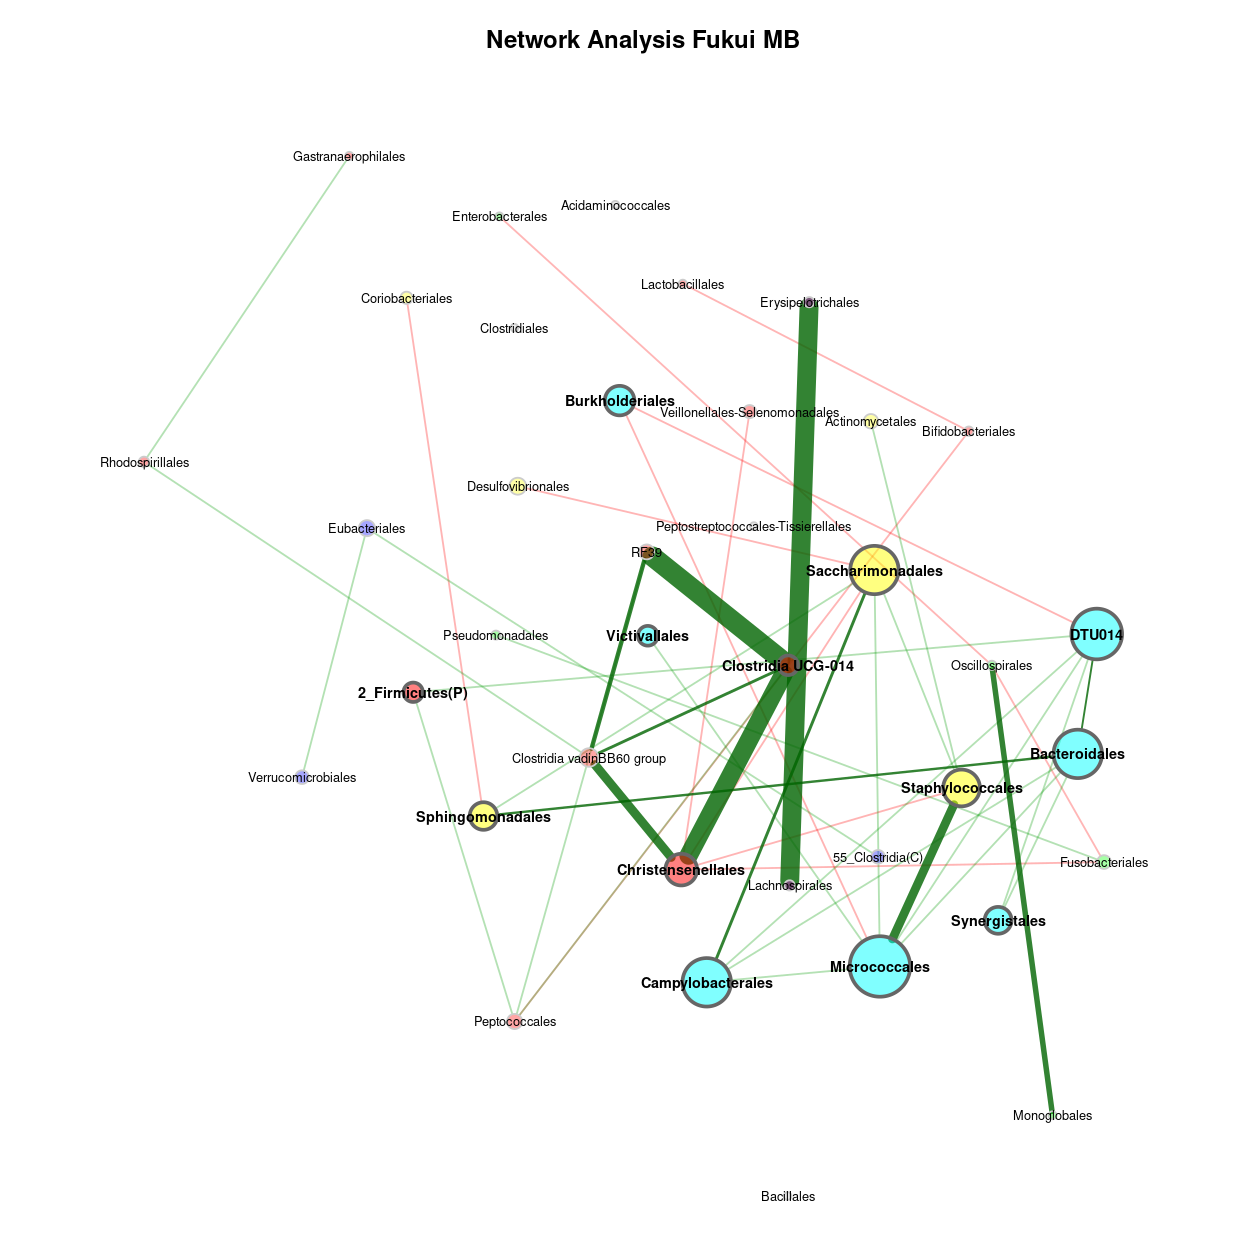 Network Analysis Fukui MB
Gastranaerophilales
Acidaminococcales
Enterobacterales
Lactobacillales
Coriobacteriales
Erysipelotrichales
Clostridiales
Burkholderiales
Veillonellales-Selenomonadales
Actinomycetales
Bifidobacteriales
Rhodospirillales
Desulfovibrionales
Eubacteriales
Peptostreptococcales-Tissierellales
RF39
Saccharimonadales
Pseudomonadales
Victivallales
DTU014
Clostridia UCG-014
Oscillospirales
2_Firmicutes(P)
Bacteroidales
Clostridia vadinBB60 group
Verrucomicrobiales
Staphylococcales
Sphingomonadales
55_Clostridia(C)
Fusobacteriales
Christensenellales
Lachnospirales
Synergistales
Micrococcales
Campylobacterales
Peptococcales
Monoglobales
Bacillales